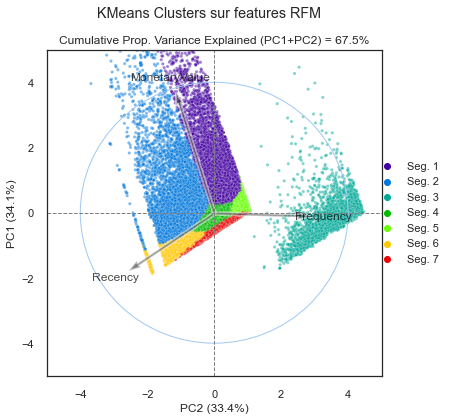 KMeans Clusters sur features RFM
Cumulative Prop. Variance Explained (PC1+PC2) = 67.5%
MonetaryValue
Frequency
Recency
PC1 (34.1%)
4
2
0
−2
−4
−4
−2
0
2
4
PC2 (33.4%)
Seg. 1
Seg. 2
Seg. 3
Seg. 4
Seg. 5
Seg. 6
Seg. 7